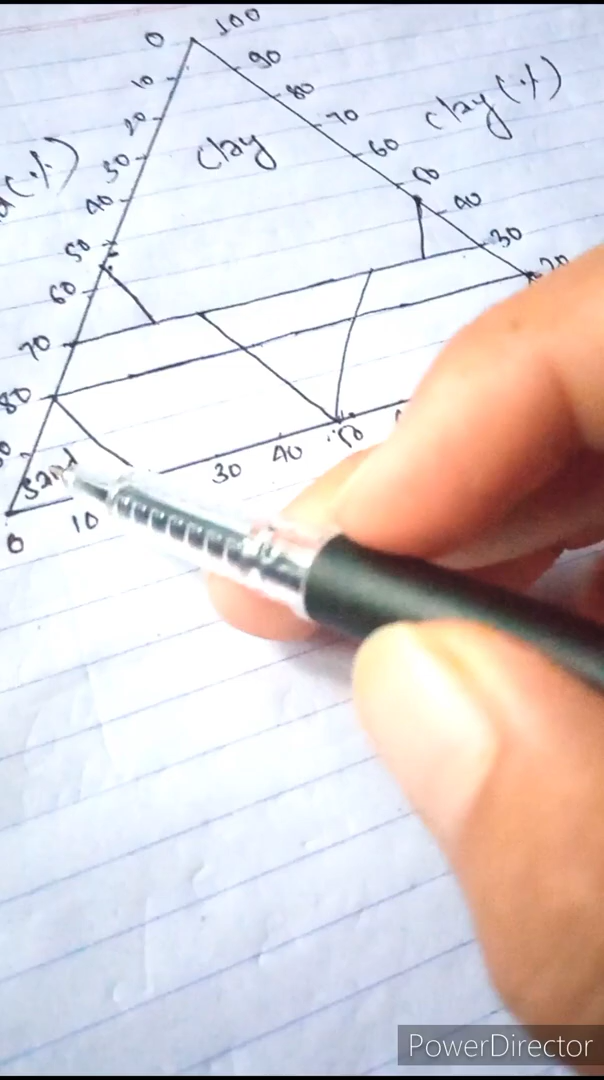 0 100
10 90
20 80
30 70
40 60
50 50
60 40
70 30
80 20
Clay
Clay (%)
(%)
Sand
0 10 30 40 50
PowerDirector